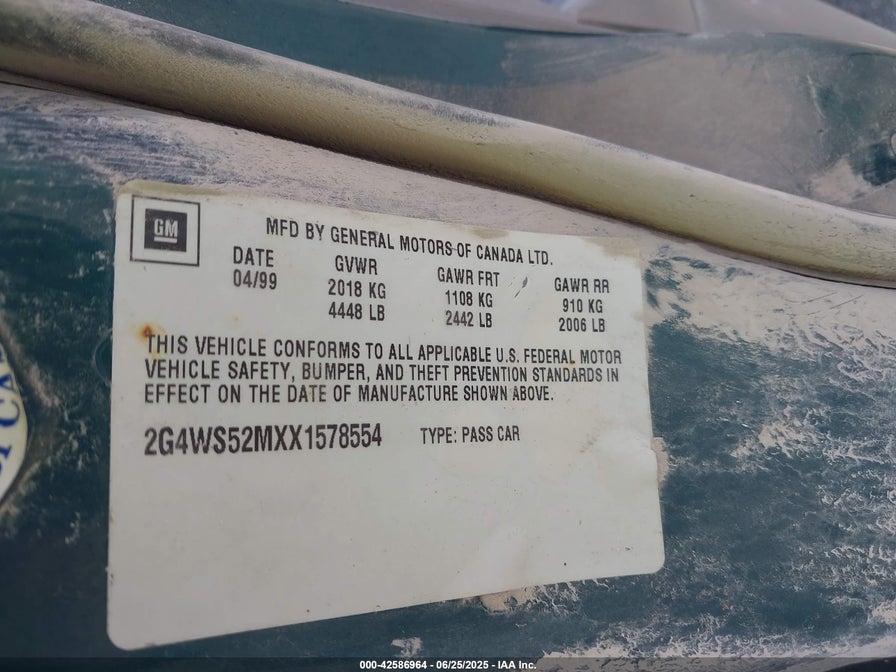 GM
MFD BY GENERAL MOTORS OF CANADA LTD.
DATE GVWR GAWR FRT GAWR RR
04/99 2018 KG 1108 KG 910 KG
4448 LB 2442 LB 2006 LB
THIS VEHICLE CONFORMS TO ALL APPLICABLE U.S. FEDERAL MOTOR
VEHICLE SAFETY, BUMPER, AND THEFT PREVENTION STANDARDS IN
EFFECT ON THE DATE OF MANUFACTURE SHOWN ABOVE.
2G4WS52MXX1578554 TYPE: PASS CAR
000-42586964 - 06/25/2025 - IAA Inc.